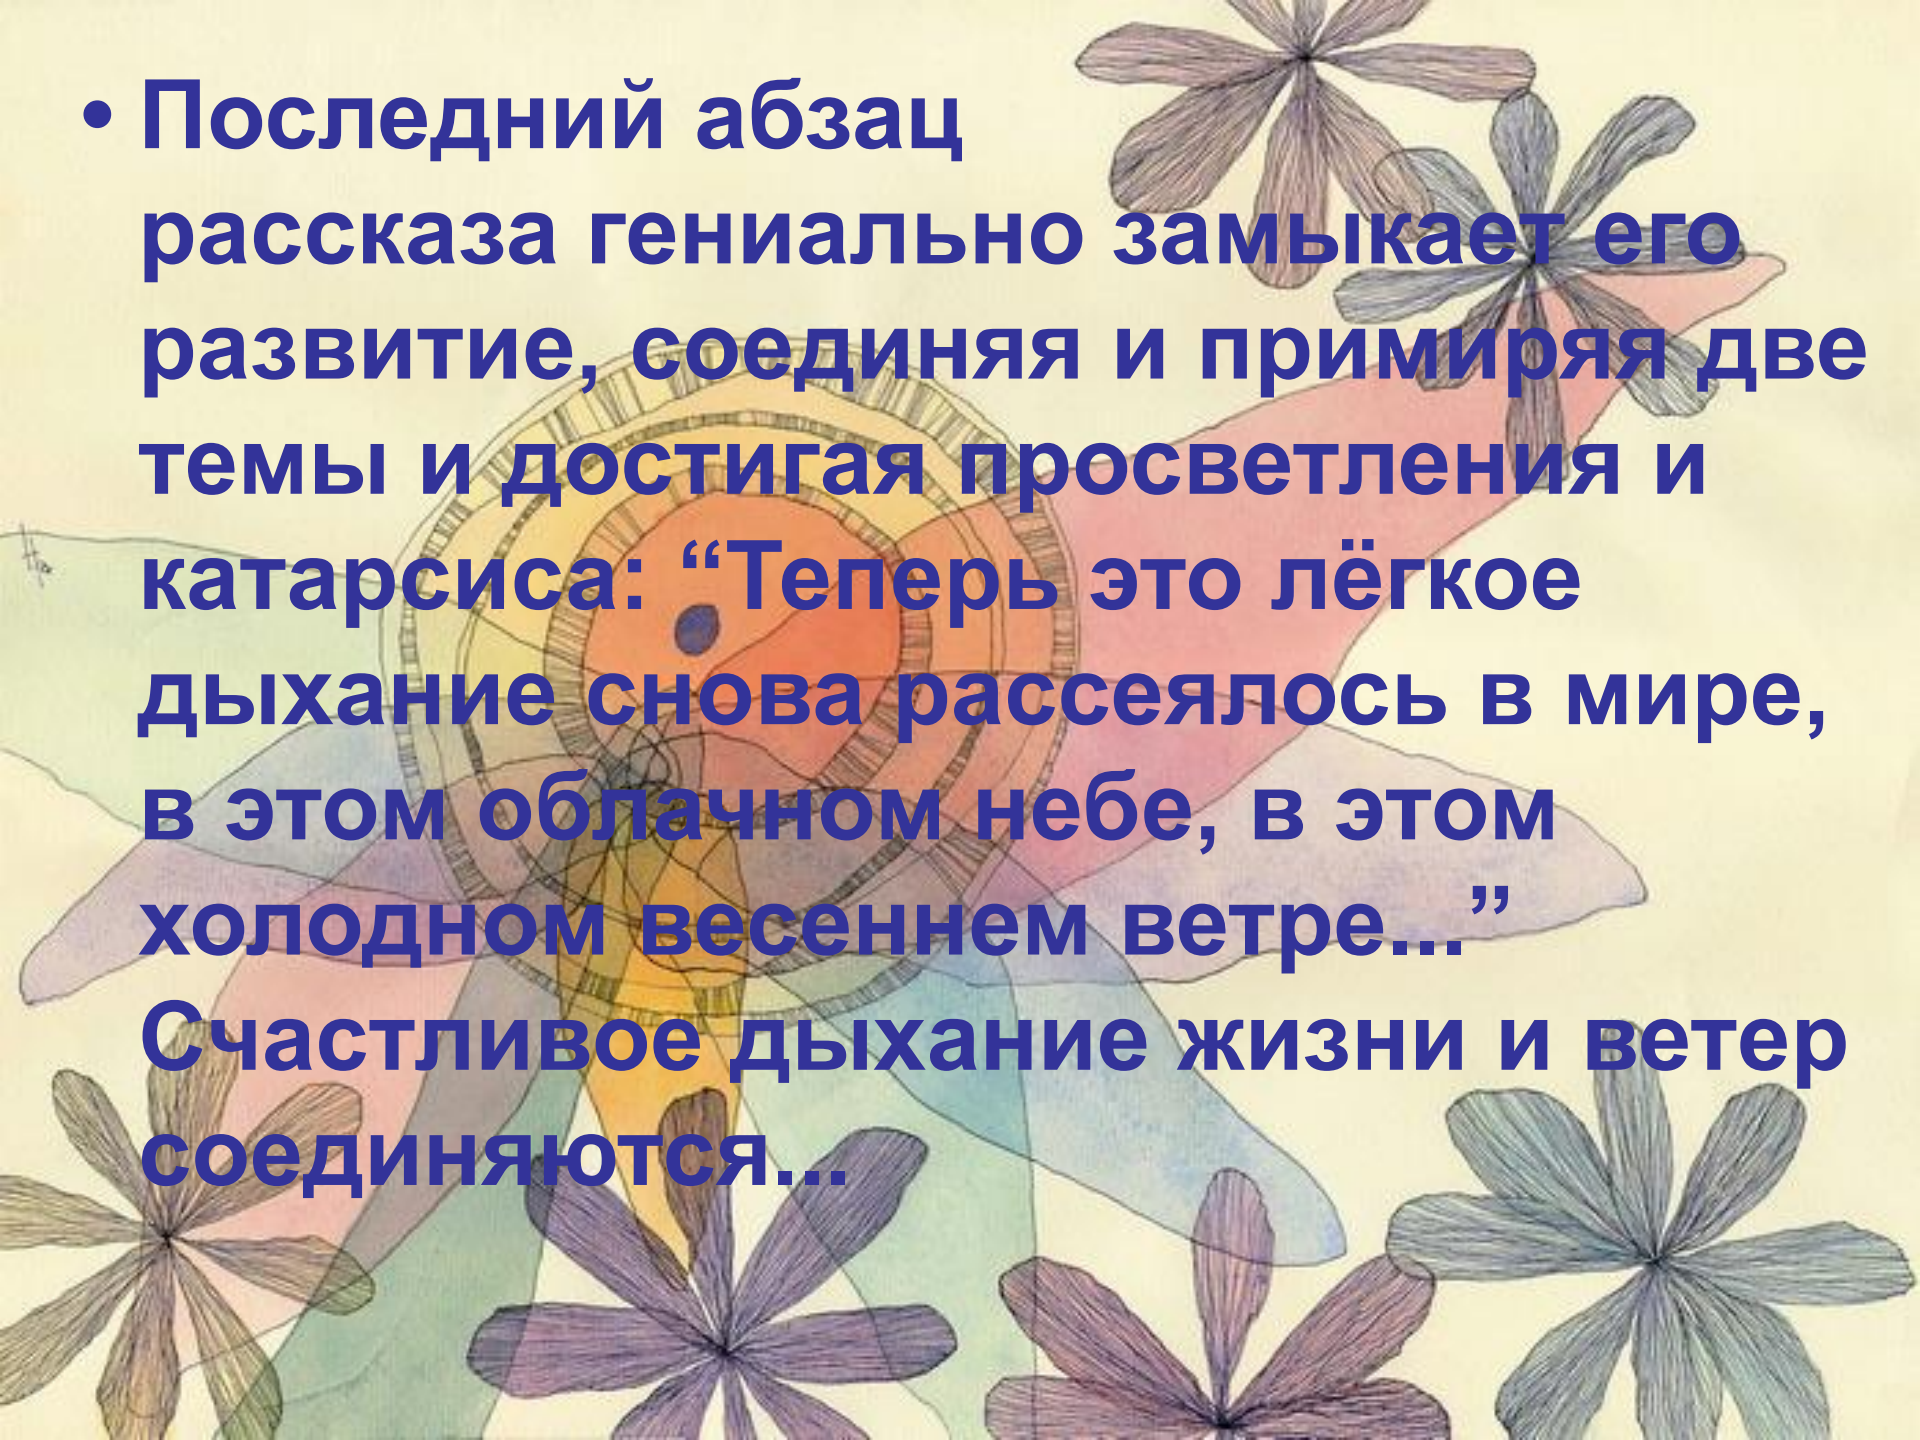 • Последний абзац
рассказа гениально замыкает его
развитие, соединяя и примиряя две
темы и достигая просветления и
катарсиса: “Теперь это лёгкое
дыхание снова рассеялось в мире,
в этом облачном небе, в этом
холодном весеннем ветре...”
Счастливое дыхание жизни и ветер
соединяются...